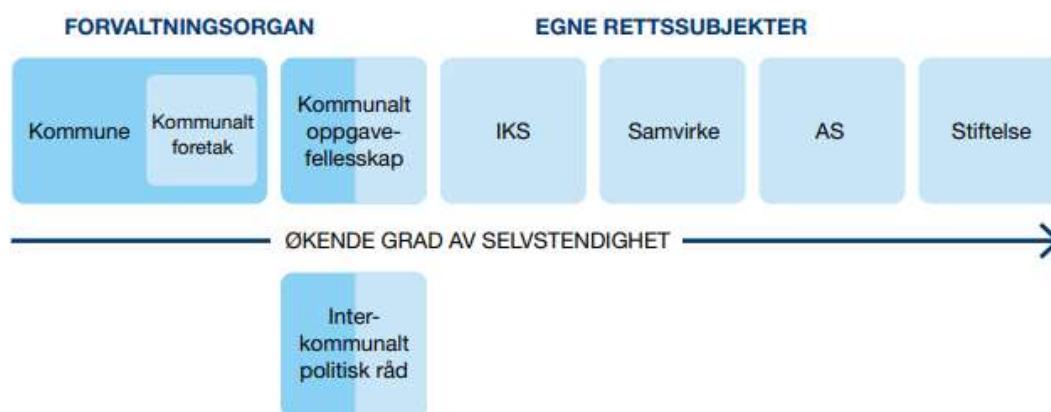 FORVALTNINGSORGAN
EGNE RETTSSUBJEKTER
Kommune
Kommunalt
foretak
Kommunalt
oppgave-
fellesskap
IKS
Samvirke
AS
Stiftelse
ØKENDE GRAD AV SELVSTENDIGHET
Inter-
kommunalt
politisk råd